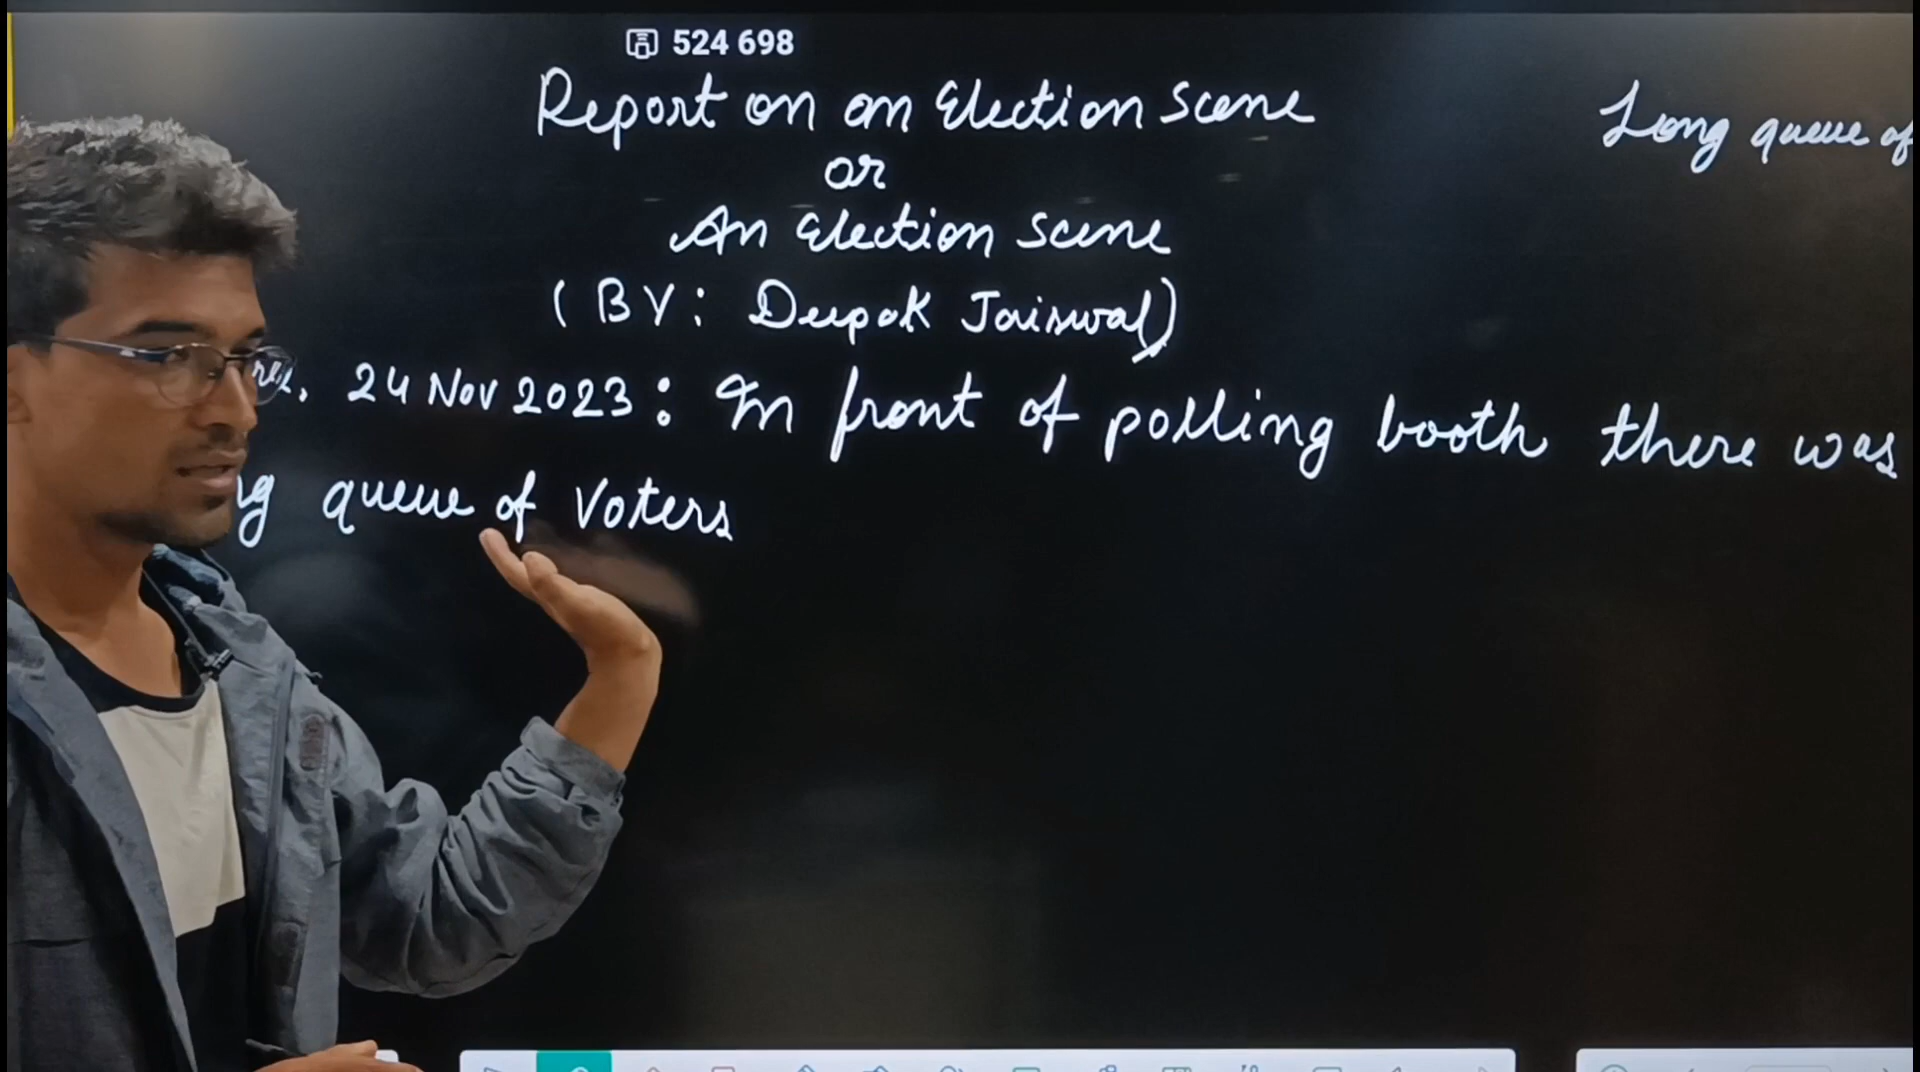 524 698
Report on an Election Scene
Long queue of
or
An Election Scene
(BY: Deepak Jaiswal)
24 Nov 2023: In front of polling booth there was
queue of Voters